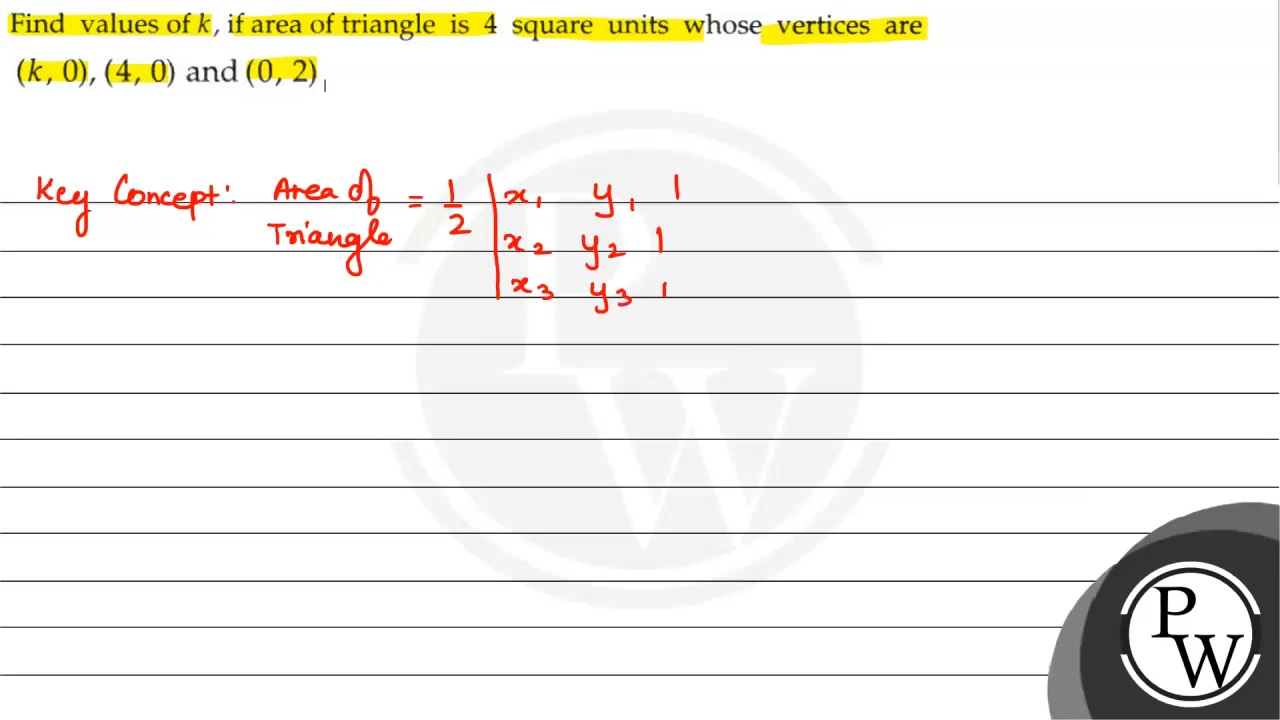 Find values of k, if area of triangle is 4 square units whose vertices are
(k, 0), (4, 0) and (0, 2)
Key Concept: Area of Triangle = 1/2 | x₁ y₁ 1
x₂ y₂ 1
x₃ y₃ 1
P
W
P
W